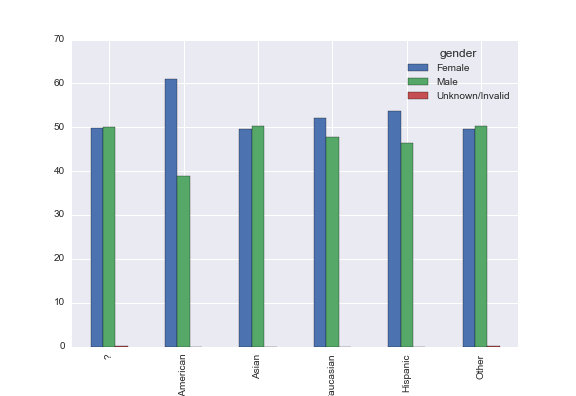 70
60
50
40
30
20
10
0
gender
Female
Male
Unknown/Invalid
?
American
Asian
aucasian
Hispanic
Other